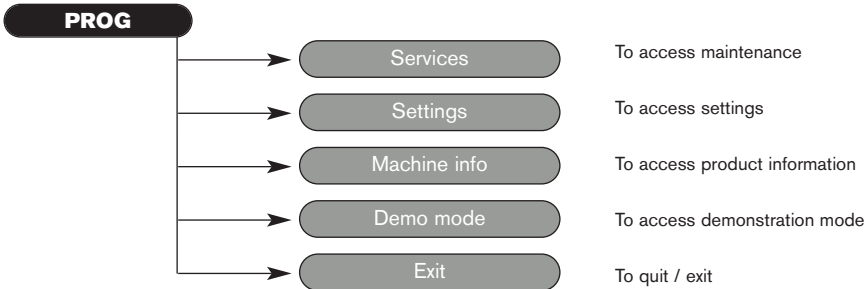 PROG
Services To access maintenance
Settings To access settings
Machine info To access product information
Demo mode To access demonstration mode
Exit To quit / exit